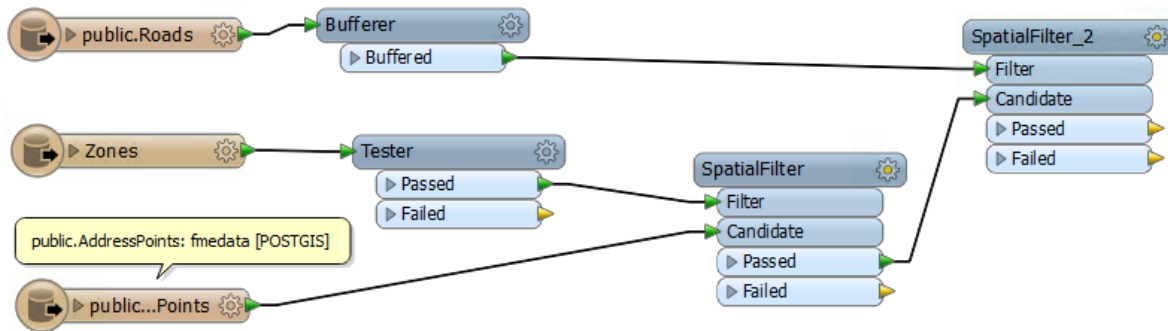 public.Roads
Bufferer
Buffered
SpatialFilter_2
Filter
Candidate
Passed
Failed
Zones
Tester
Passed
Failed
SpatialFilter
Filter
Candidate
Passed
Failed
public.AddressPoints: fmedata [POSTGIS]
public...Points